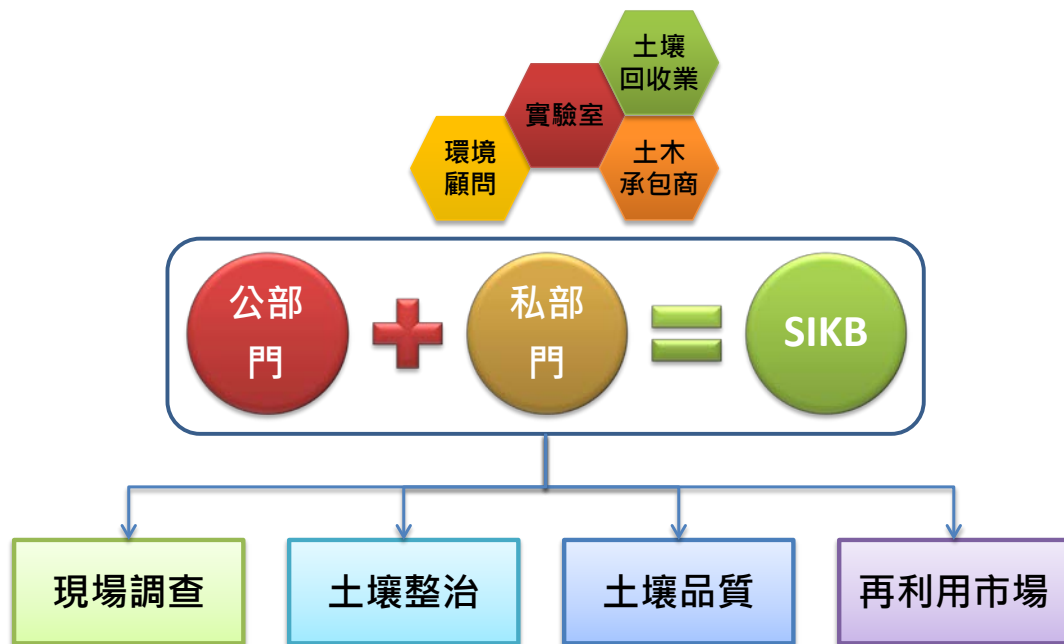 土壤
回收業
實驗室
環境
顧問
土木
承包商
公部
門
私部
門
SIKB
現場調查
土壤整治
土壤品質
再利用市場